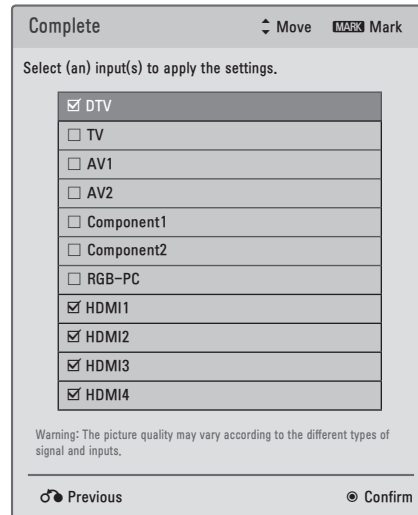 Complete Move MARK Mark
Select (an) input(s) to apply the settings.
DTV
TV
AV1
AV2
Component1
Component2
RGB-PC
HDMI1
HDMI2
HDMI3
HDMI4
Warning: The picture quality may vary according to the different types of
signal and inputs.
Previous Confirm